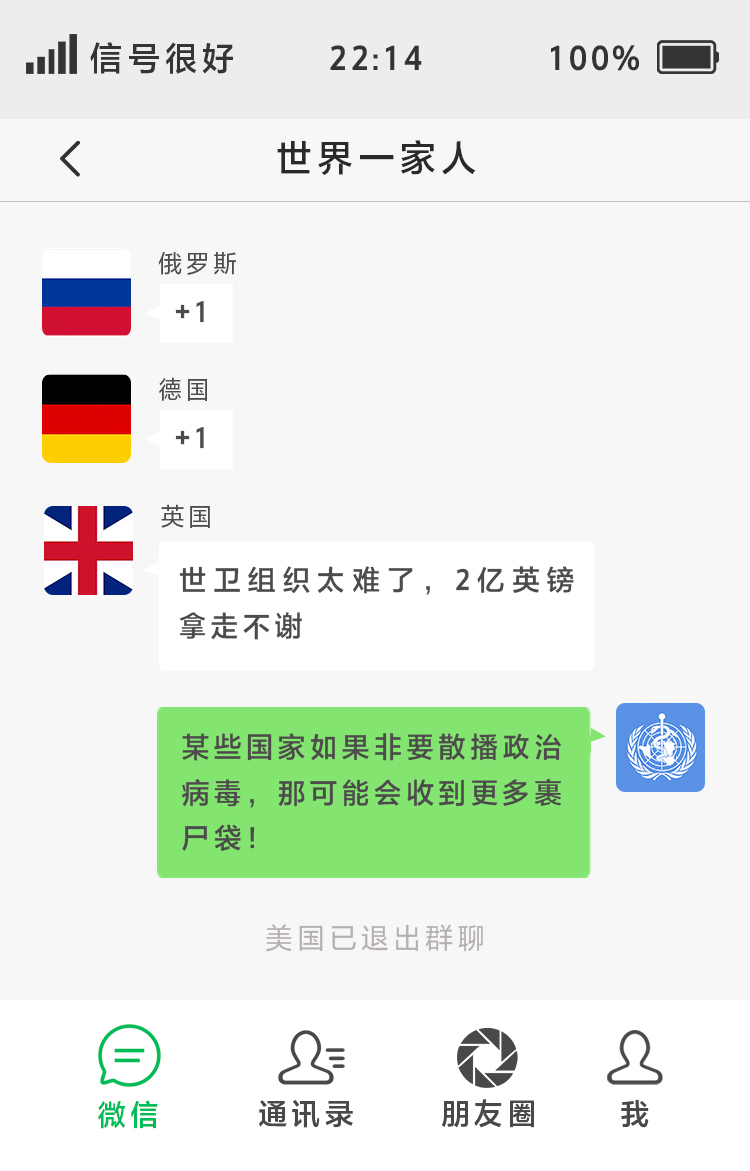 信号很好 22:14 100%
世界一家人
俄罗斯
+1
德国
+1
英国
世卫组织太难了，2亿英镑
拿走不谢
某些国家如果非要散播政治
病毒，那可能会收到更多裹
尸袋！
美国已退出群聊
微信 通讯录 朋友圈 我